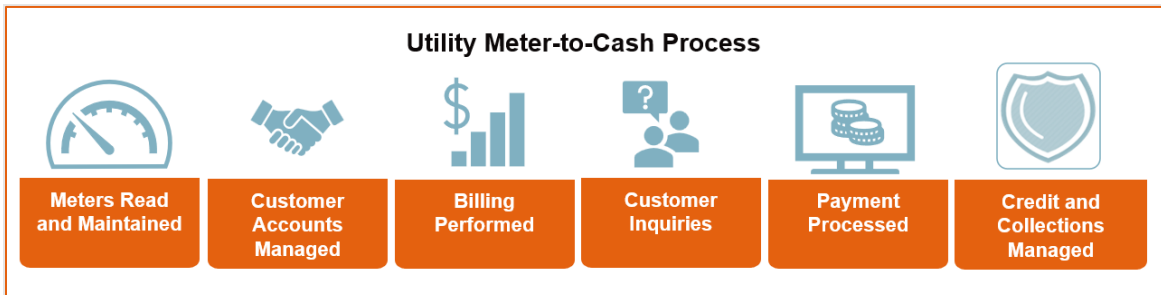 Utility Meter-to-Cash Process
$
?
Meters Read
and Maintained
Customer
Accounts
Managed
Billing
Performed
Customer
Inquiries
Payment
Processed
Credit and
Collections
Managed